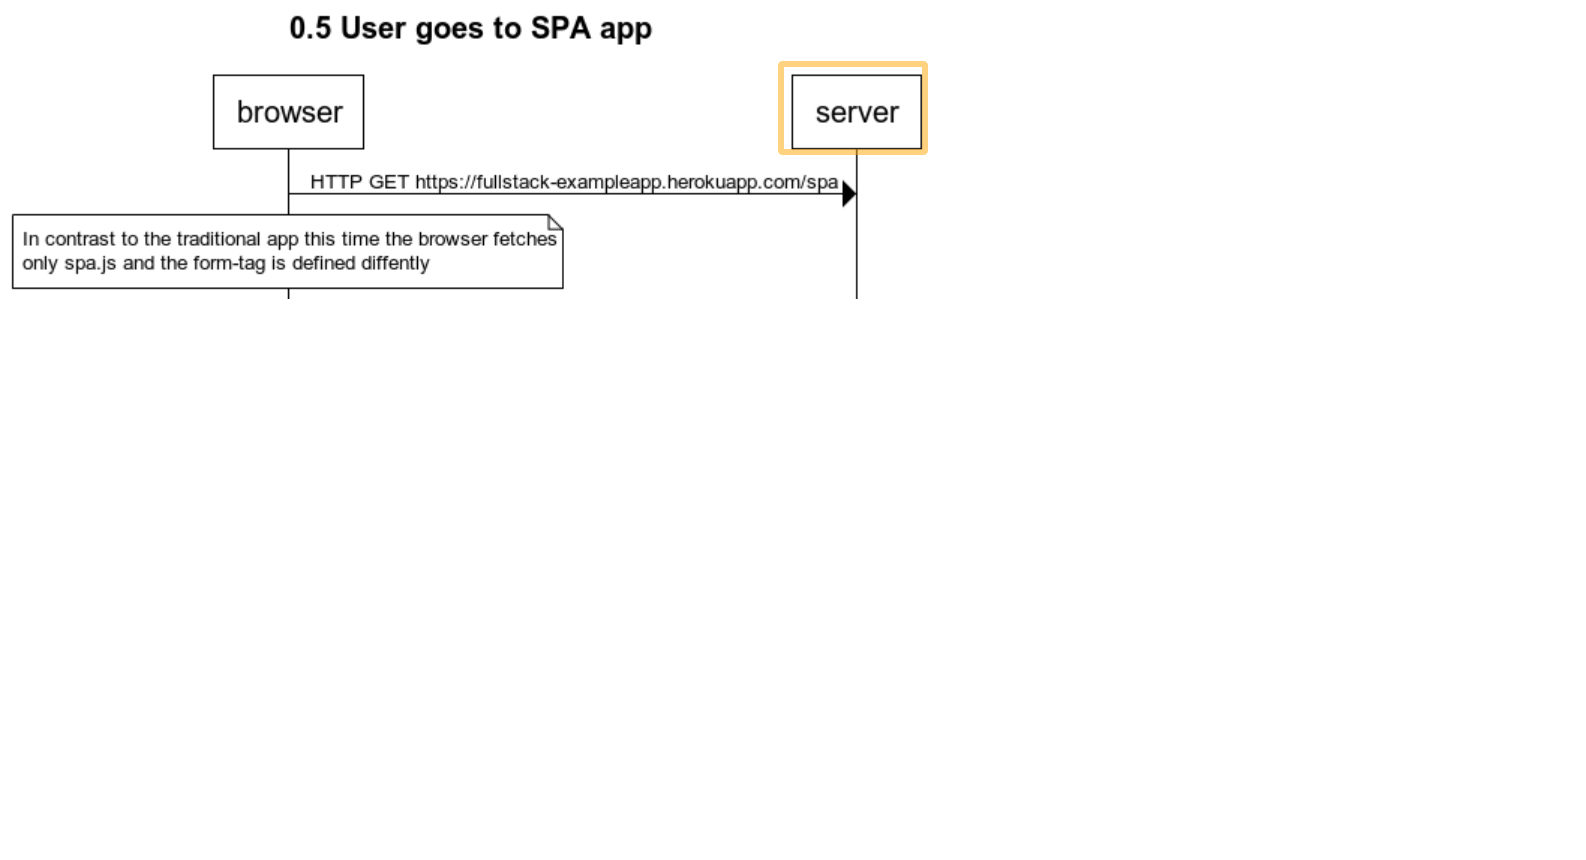 0.5 User goes to SPA app
browser
server
HTTP GET https://fullstack-exampleapp.herokuapp.com/spa
In contrast to the traditional app this time the browser fetches
only spa.js and the form-tag is defined diffently